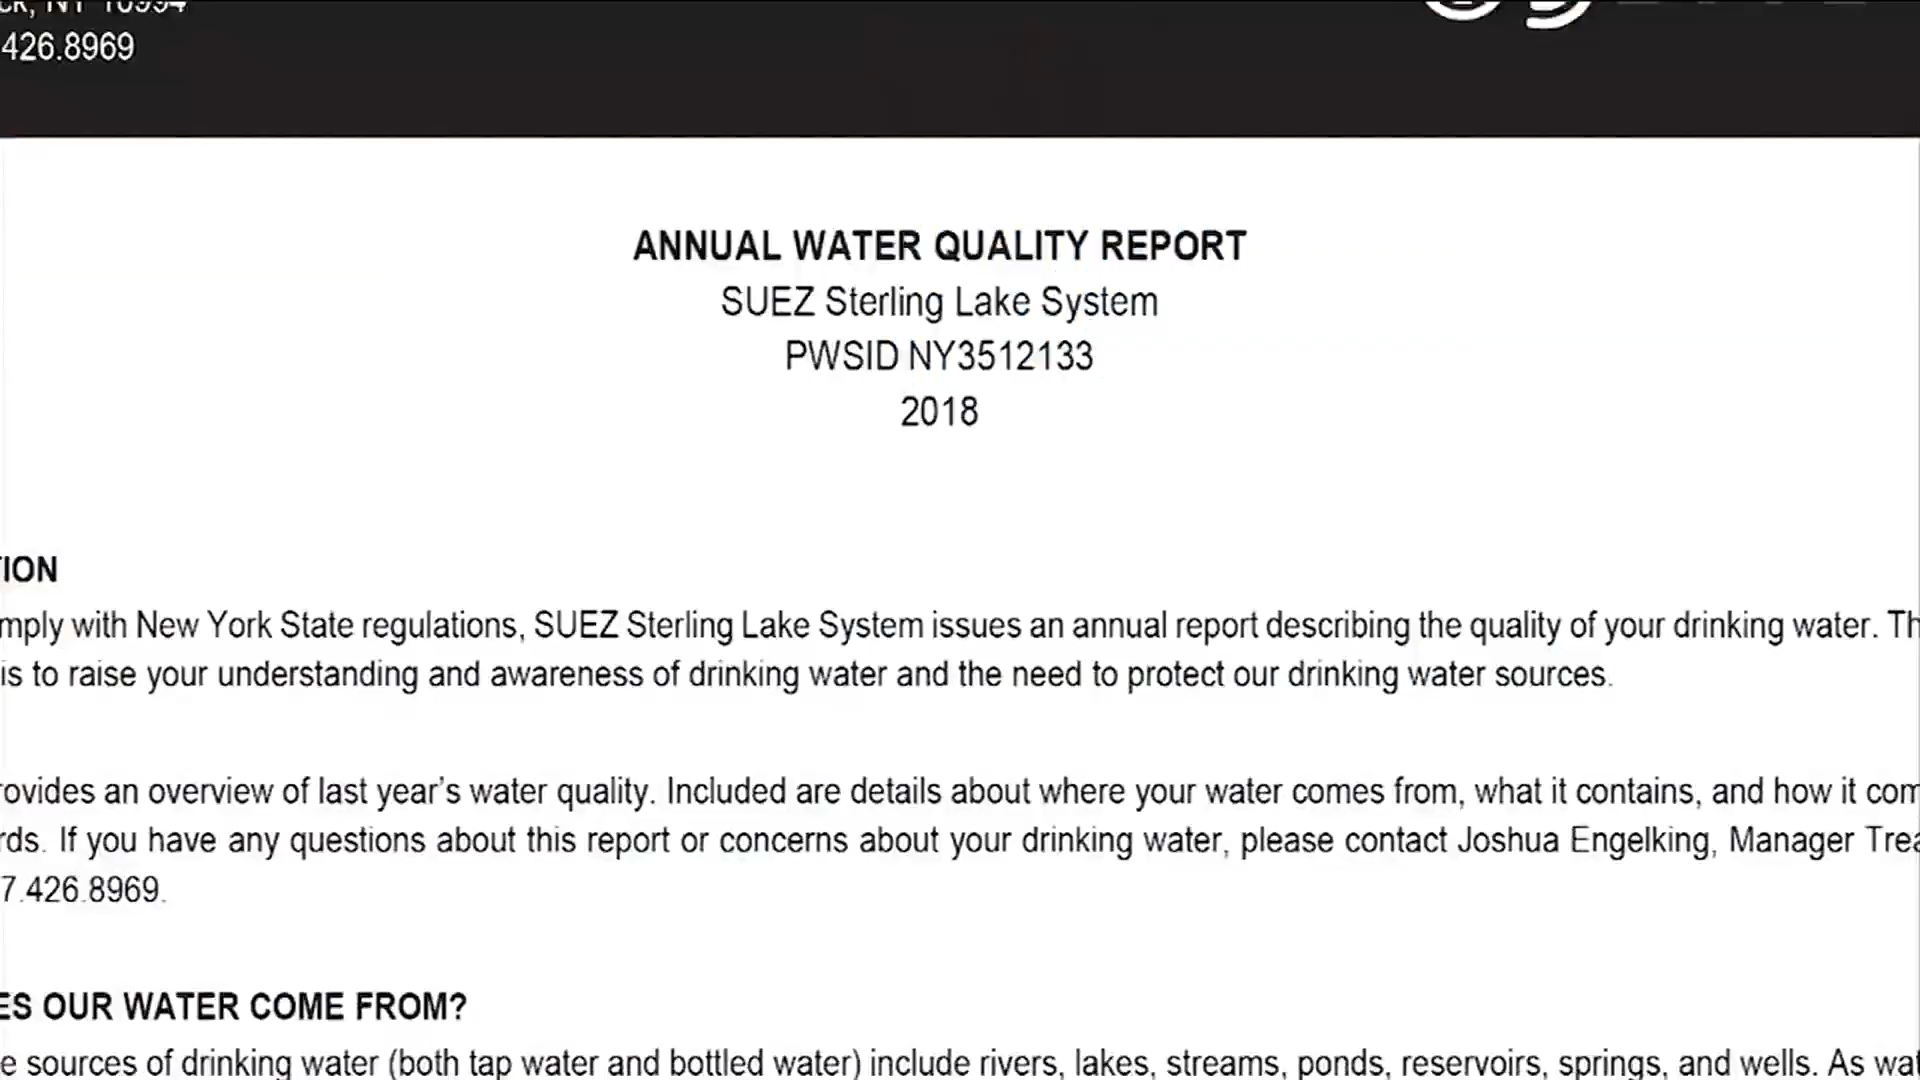 426.8969
ANNUAL WATER QUALITY REPORT
SUEZ Sterling Lake System
PWSID NY3512133
2018
TION
mply with New York State regulations, SUEZ Sterling Lake System issues an annual report describing the quality of your drinking water. Th
is to raise your understanding and awareness of drinking water and the need to protect our drinking water sources.
rovides an overview of last year's water quality. Included are details about where your water comes from, what it contains, and how it com
rds. If you have any questions about this report or concerns about your drinking water, please contact Joshua Engelking, Manager Trea
7.426.8969.
ES OUR WATER COME FROM?
e sources of drinking water (both tap water and bottled water) include rivers, lakes, streams, ponds, reservoirs, springs, and wells. As wat